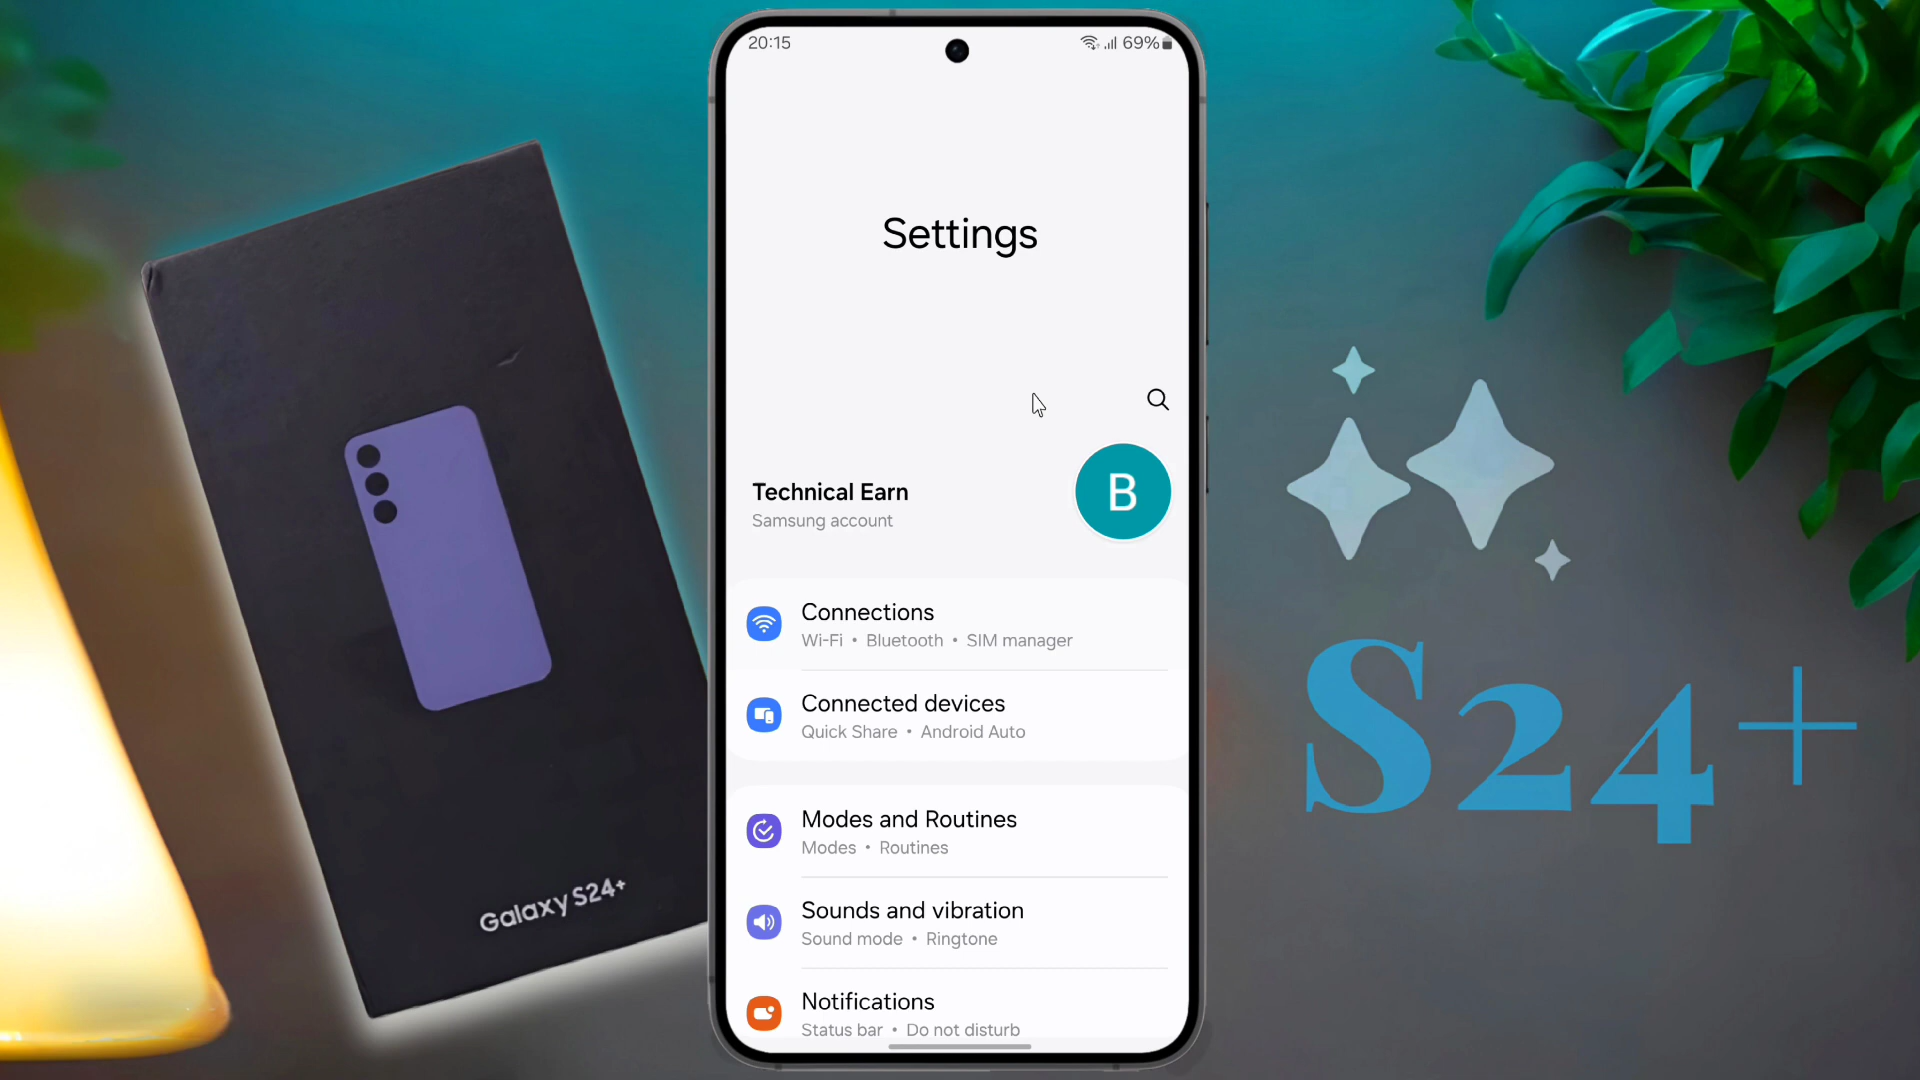 20:15
69%
Settings
Technical Earn
Samsung account
B
Connections
Wi-Fi • Bluetooth • SIM manager
Connected devices
Quick Share • Android Auto
Modes and Routines
Modes • Routines
Sounds and vibration
Sound mode • Ringtone
Notifications
Status bar • Do not disturb
Galaxy S24+
S24+